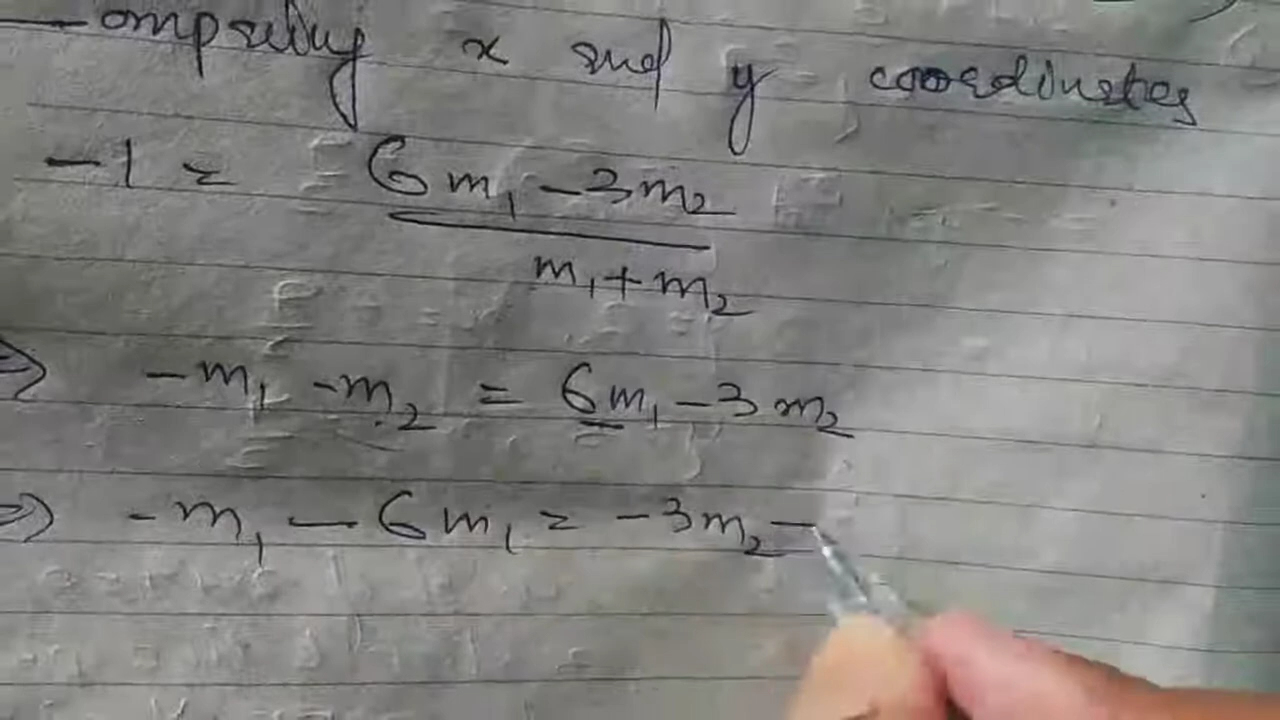 Comparing x and y coordinates
-1 = 6m₁ - 3m₂
m₁ + m₂
⇒ -m₁ - m₂ = 6m₁ - 3m₂
⇒ -m₁ - 6m₁ = -3m₂ -